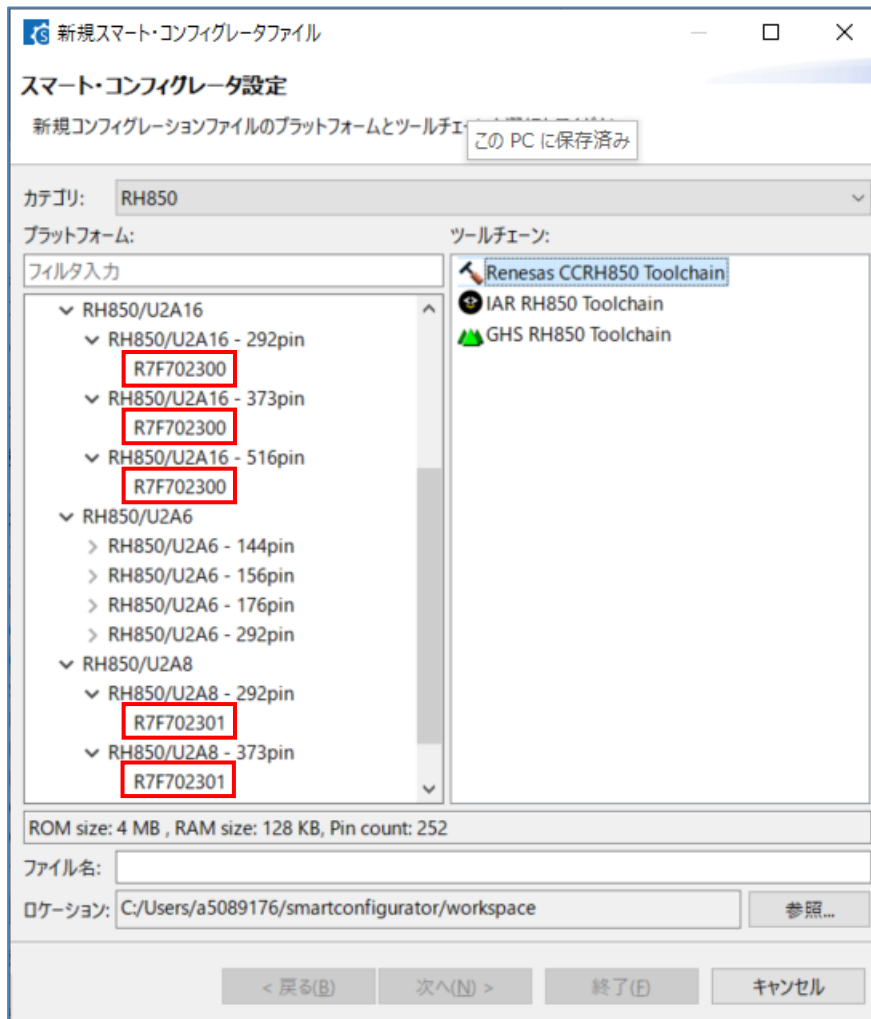 新規スマート・コンフィグレータファイル
スマート・コンフィグレータ設定
新規コンフィグレーションファイルのプラットフォームとツールチェ
この PC に保存済み
カテゴリ: RH850
プラットフォーム:
フィルタ入力
RH850/U2A16
RH850/U2A16 - 292pin
R7F702300
RH850/U2A16 - 373pin
R7F702300
RH850/U2A16 - 516pin
R7F702300
RH850/U2A6
RH850/U2A6 - 144pin
RH850/U2A6 - 156pin
RH850/U2A6 - 176pin
RH850/U2A6 - 292pin
RH850/U2A8
RH850/U2A8 - 292pin
R7F702301
RH850/U2A8 - 373pin
R7F702301
ツールチェーン:
Renesas CCRH850 Toolchain
IAR RH850 Toolchain
GHS RH850 Toolchain
ROM size: 4 MB , RAM size: 128 KB, Pin count: 252
ファイル名:
ロケーション: C:/Users/a5089176/smartconfigurator/workspace 参照...
< 戻る(B) 次へ(N) > 終了(F) キャンセル